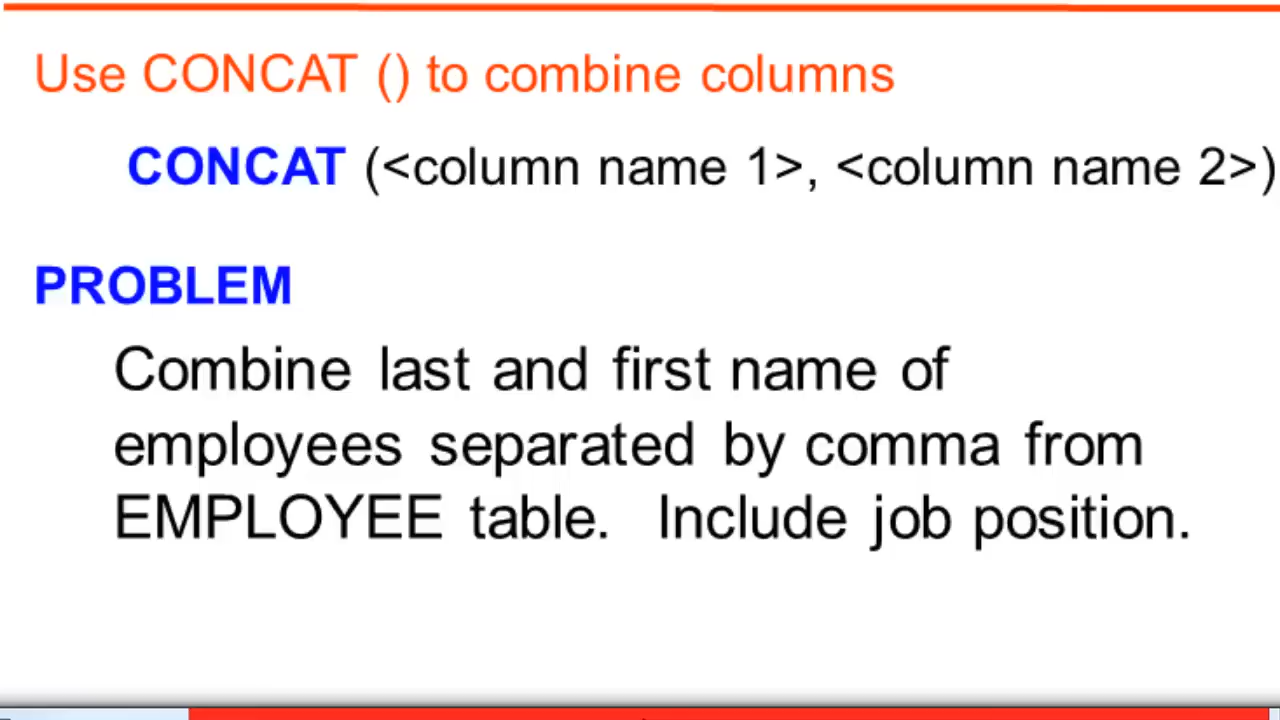 Use CONCAT () to combine columns
CONCAT (<column name 1>, <column name 2>)
PROBLEM
Combine last and first name of
employees separated by comma from
EMPLOYEE table. Include job position.